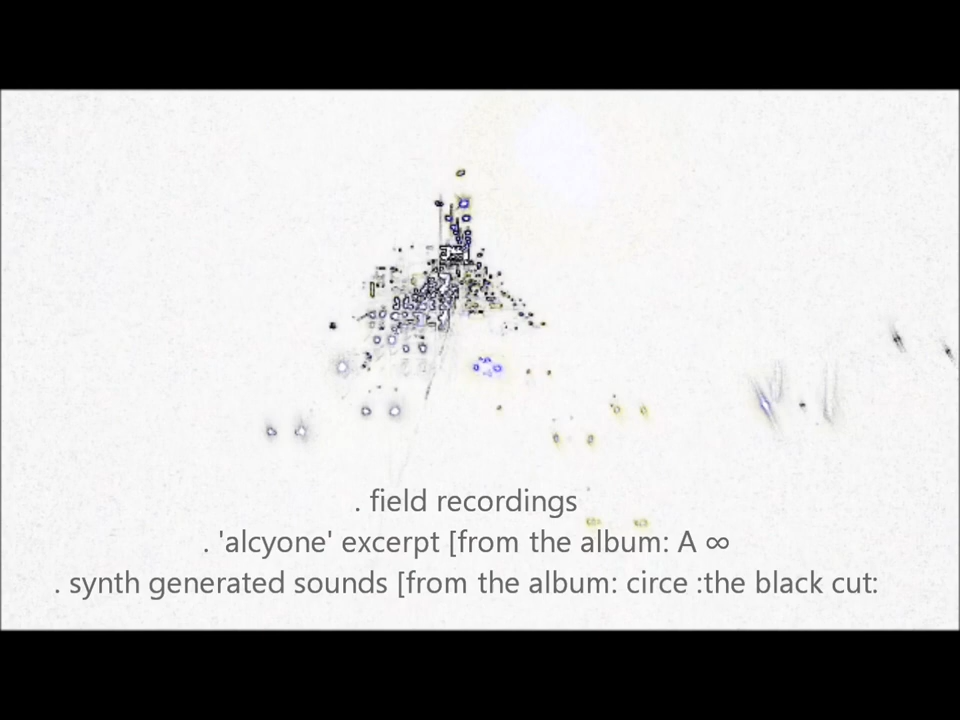 . field recordings
. 'alcyone' excerpt [from the album: A ∞
. synth generated sounds [from the album: circe :the black cut: